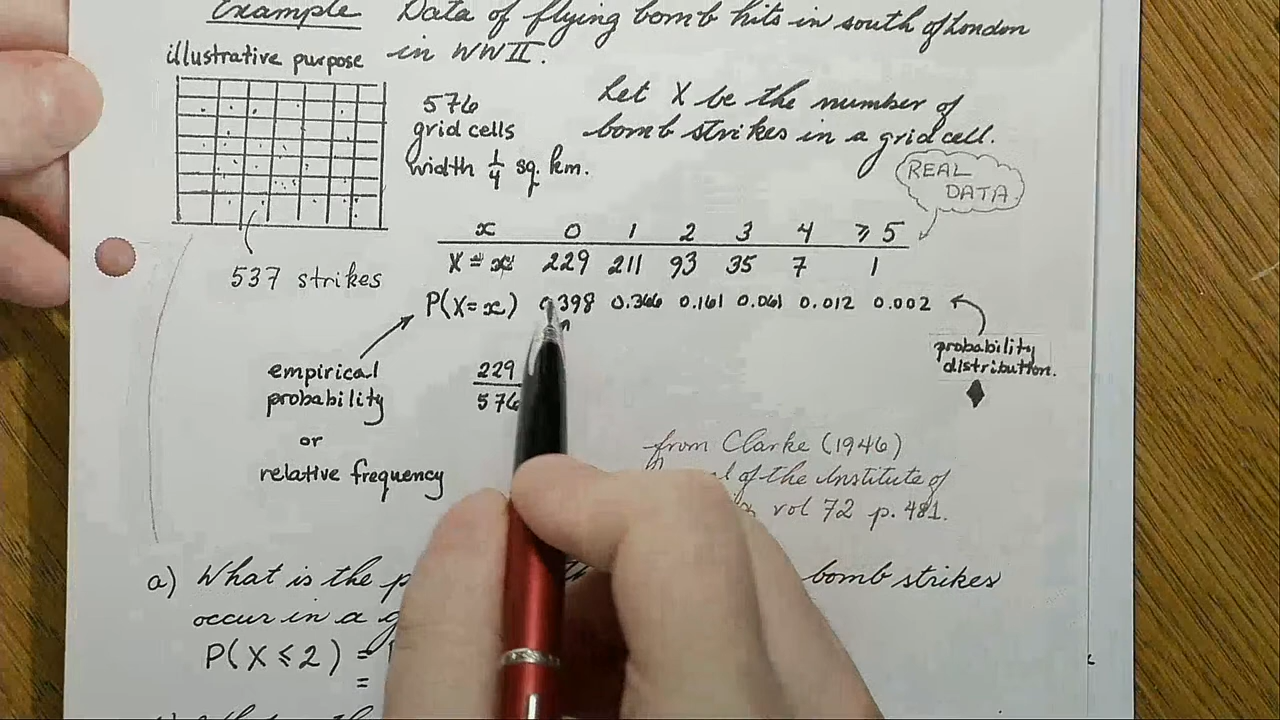 Example Data of flying bomb hits in south of London
in WWII.
illustrative purpose
576
grid cells
width 1/4 sq. km.
Let X be the number of
bomb strikes in a grid cell.
REAL
DATA
537 strikes
x 0 1 2 3 4 ⩾ 5
X = x 229 211 93 35 7 1
P(X=x) 0.398 0.366 0.161 0.061 0.012 0.002
probability
distribution.
empirical
probability
or
relative frequency
229
576
from Clarke (1946)
of the Institute of
vol 72 p. 481.
a) What is the bomb strikes
occur in a
P(X ⩽ 2) =
=